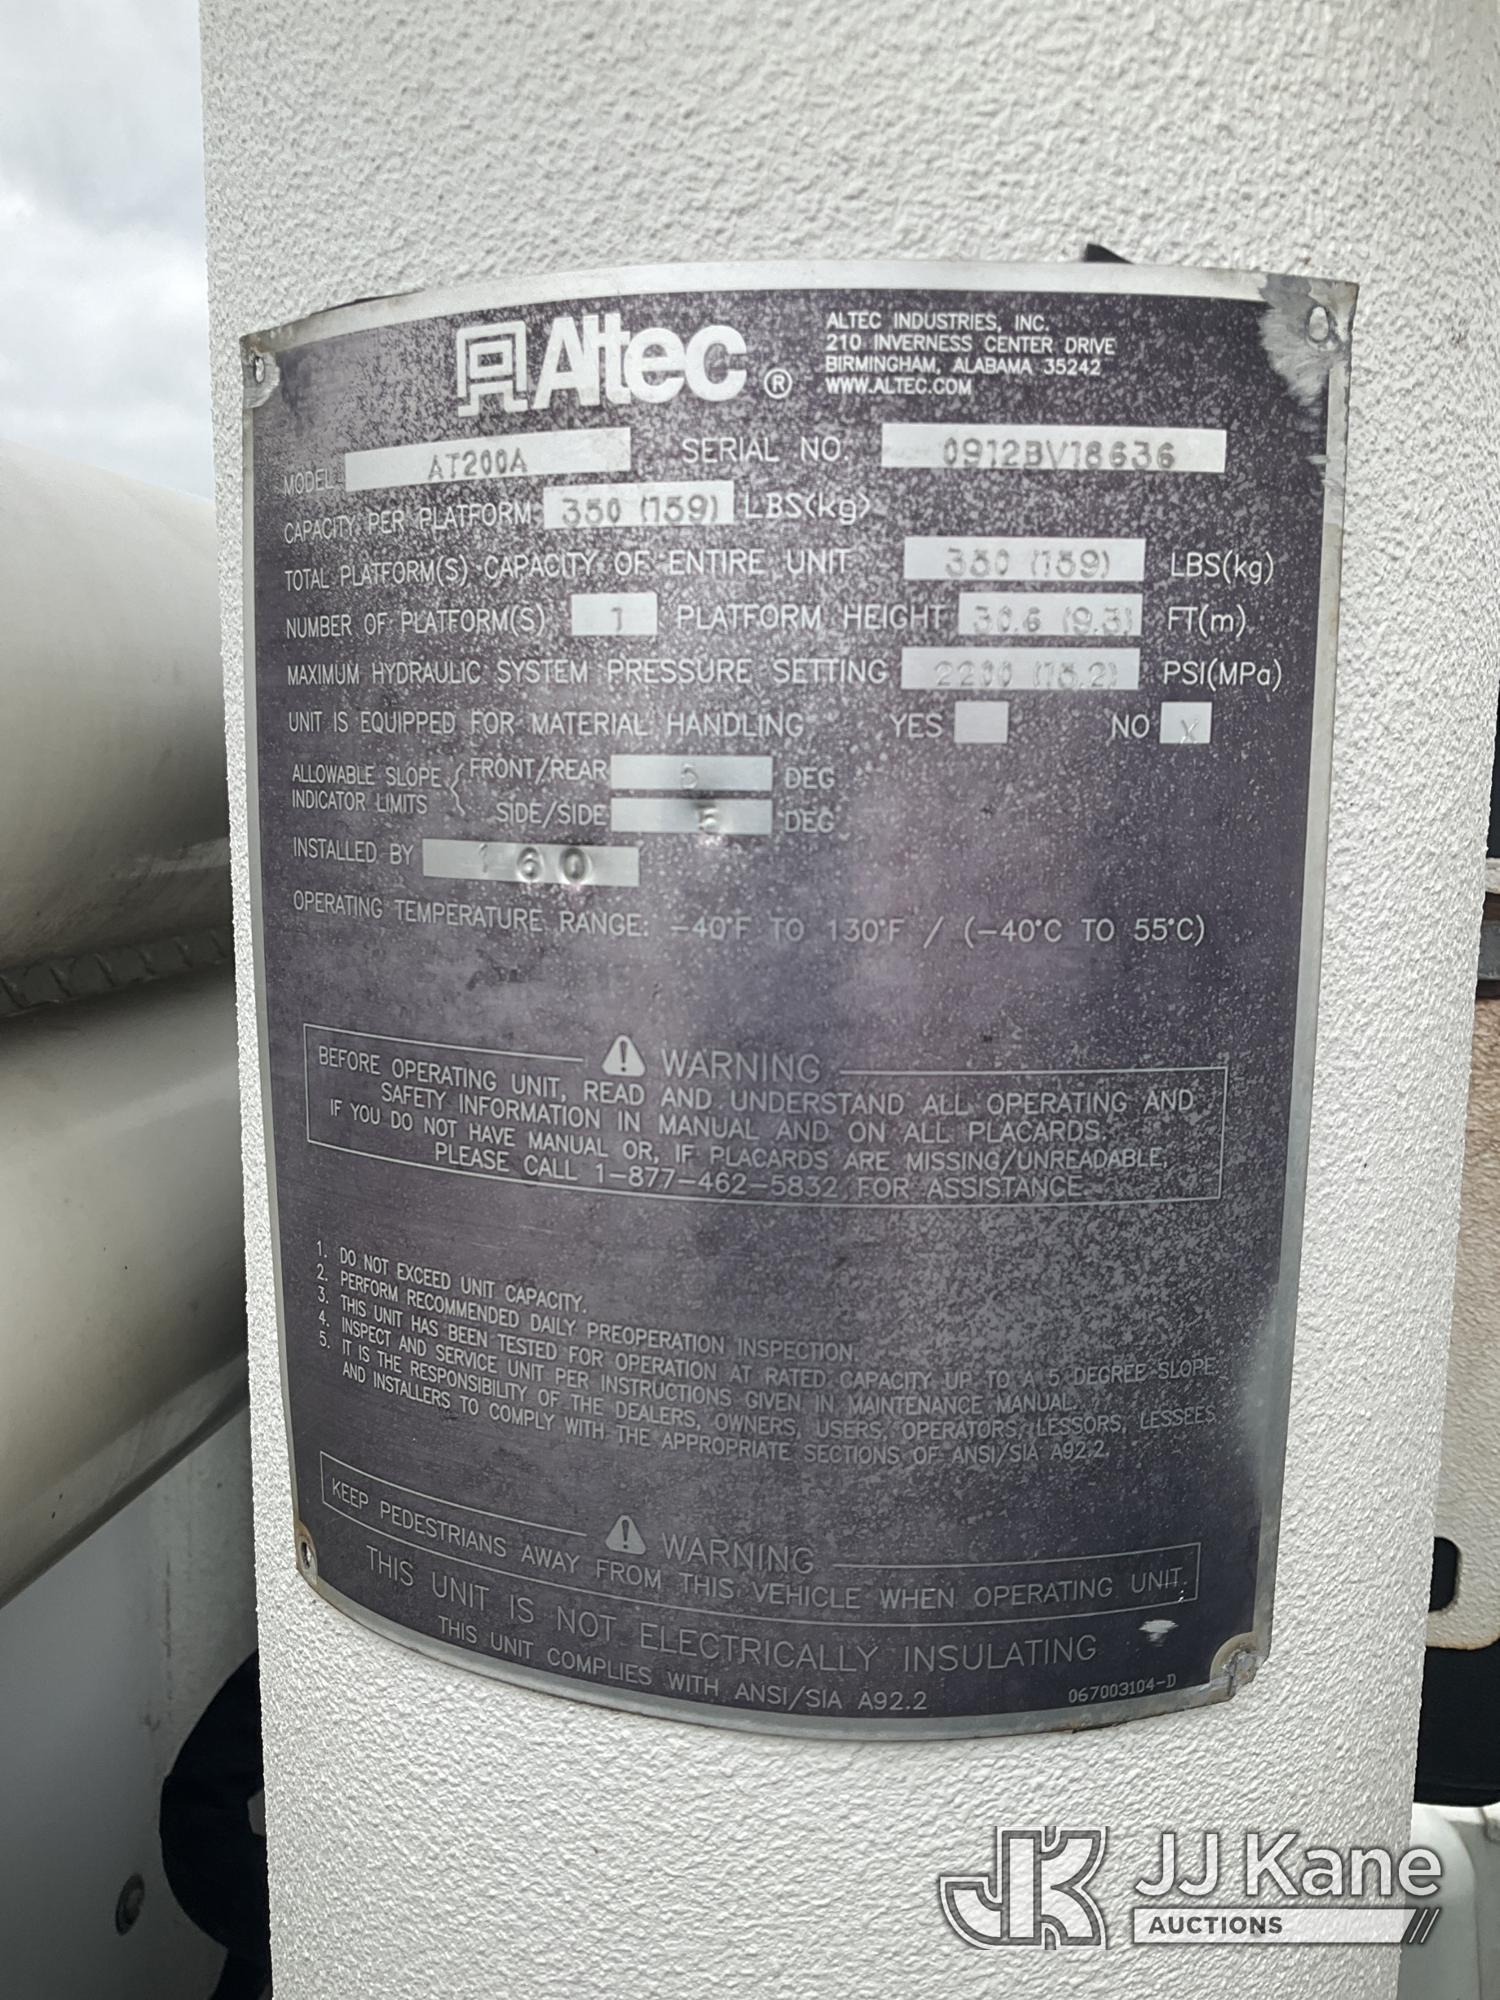 Altec ®
ALTEC INDUSTRIES, INC.
210 INVERNESS CENTER DRIVE
BIRMINGHAM, ALABAMA 35242
WWW.ALTEC.COM
MODEL AT200A SERIAL NO. 0912BV18636
CAPACITY PER PLATFORM 350 (159) LBS(kg)
TOTAL PLATFORM(S) CAPACITY OF ENTIRE UNIT 350 (159) LBS(kg)
NUMBER OF PLATFORM(S) 1 PLATFORM HEIGHT 30.6 (9.3) FT(m)
MAXIMUM HYDRAULIC SYSTEM PRESSURE SETTING 2200 (15.2) PSI(MPa)
UNIT IS EQUIPPED FOR MATERIAL HANDLING YES NO X
ALLOWABLE SLOPE INDICATOR LIMITS
FRONT/REAR 5 DEG
SIDE/SIDE 5 DEG
INSTALLED BY 160
OPERATING TEMPERATURE RANGE: -40°F TO 130°F / (-40°C TO 55°C)
WARNING
BEFORE OPERATING UNIT, READ AND UNDERSTAND ALL OPERATING AND
SAFETY INFORMATION IN MANUAL AND ON ALL PLACARDS.
IF YOU DO NOT HAVE MANUAL OR, IF PLACARDS ARE MISSING/UNREADABLE,
PLEASE CALL 1-877-462-5832 FOR ASSISTANCE.
1. DO NOT EXCEED UNIT CAPACITY.
2. PERFORM RECOMMENDED DAILY PREOPERATION INSPECTION.
3. THIS UNIT HAS BEEN TESTED FOR OPERATION AT RATED CAPACITY UP TO A 5 DEGREE SLOPE.
4. INSPECT AND SERVICE UNIT PER INSTRUCTIONS GIVEN IN MAINTENANCE MANUAL.
5. IT IS THE RESPONSIBILITY OF THE DEALERS, OWNERS, USERS, OPERATORS, LESSORS, LESSEES
AND INSTALLERS TO COMPLY WITH THE APPROPRIATE SECTIONS OF ANSI/SIA A92.2.
WARNING
KEEP PEDESTRIANS AWAY FROM THIS VEHICLE WHEN OPERATING UNIT
THIS UNIT IS NOT ELECTRICALLY INSULATING
THIS UNIT COMPLIES WITH ANSI/SIA A92.2
067003104-D
JK JJ Kane
AUCTIONS